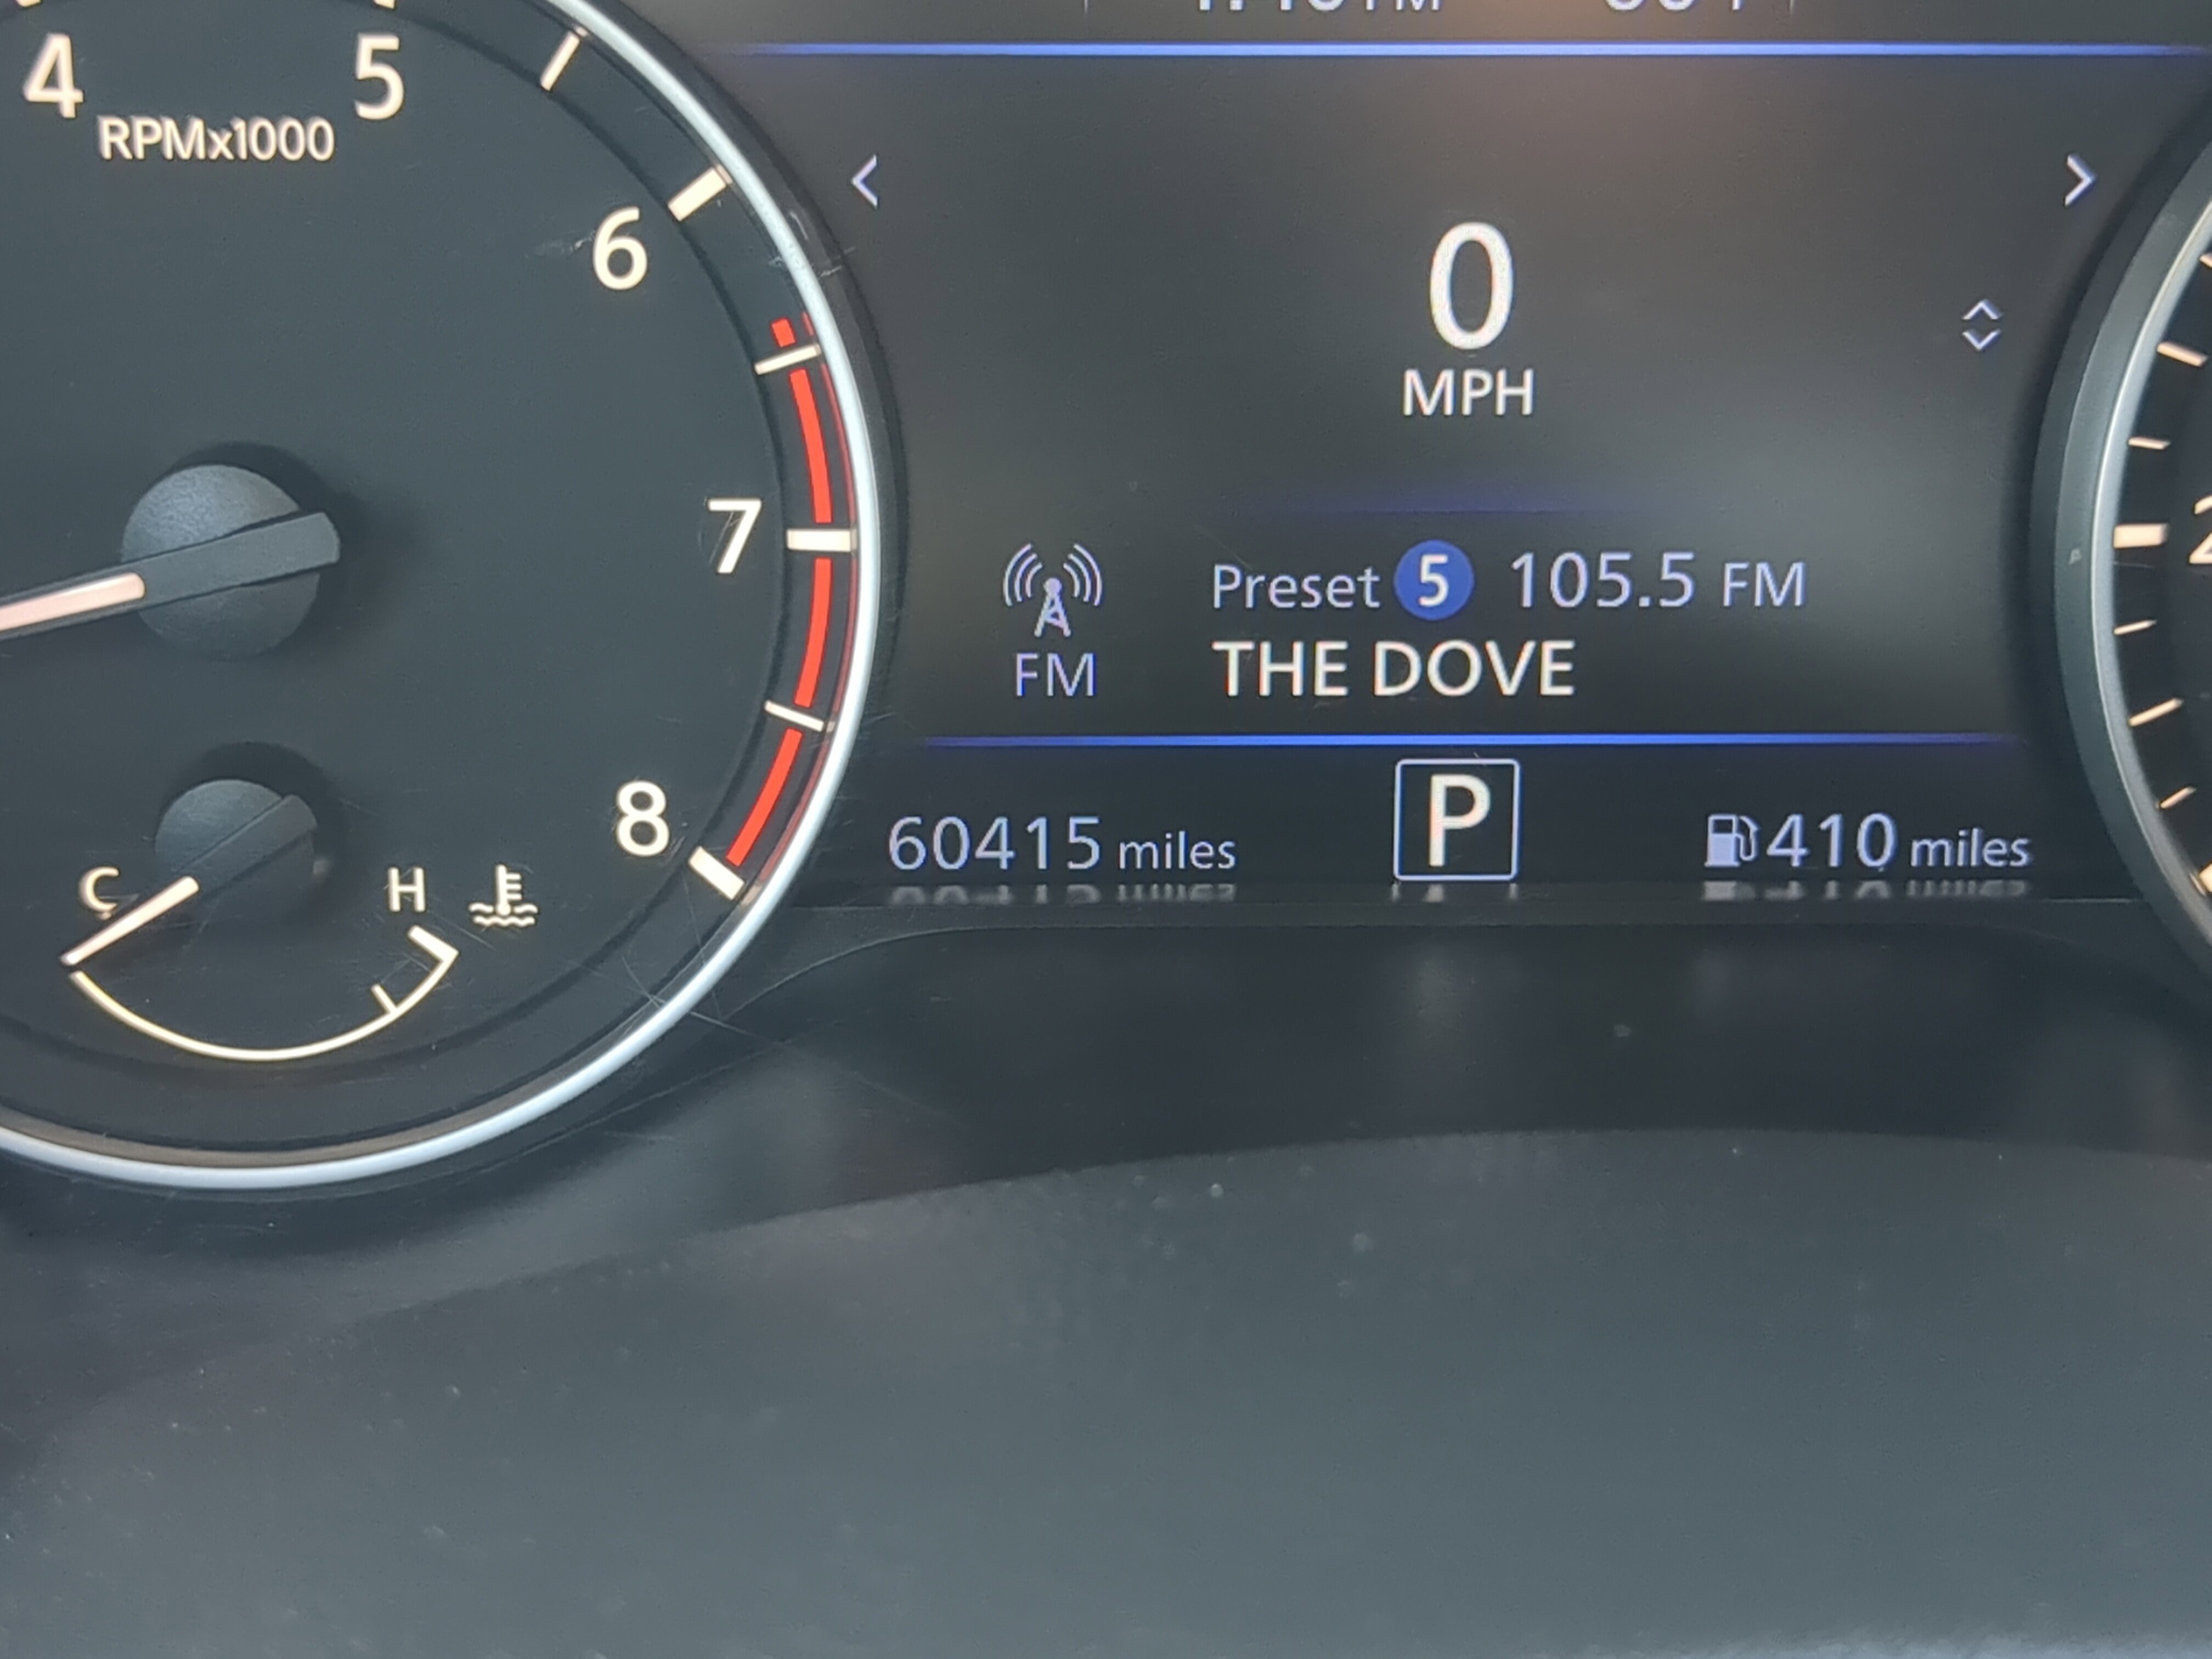 4 5
RPMx1000
6
7
8
C H
0
MPH
Preset 5 105.5 FM
THE DOVE
FM
60415 miles
P
410 miles